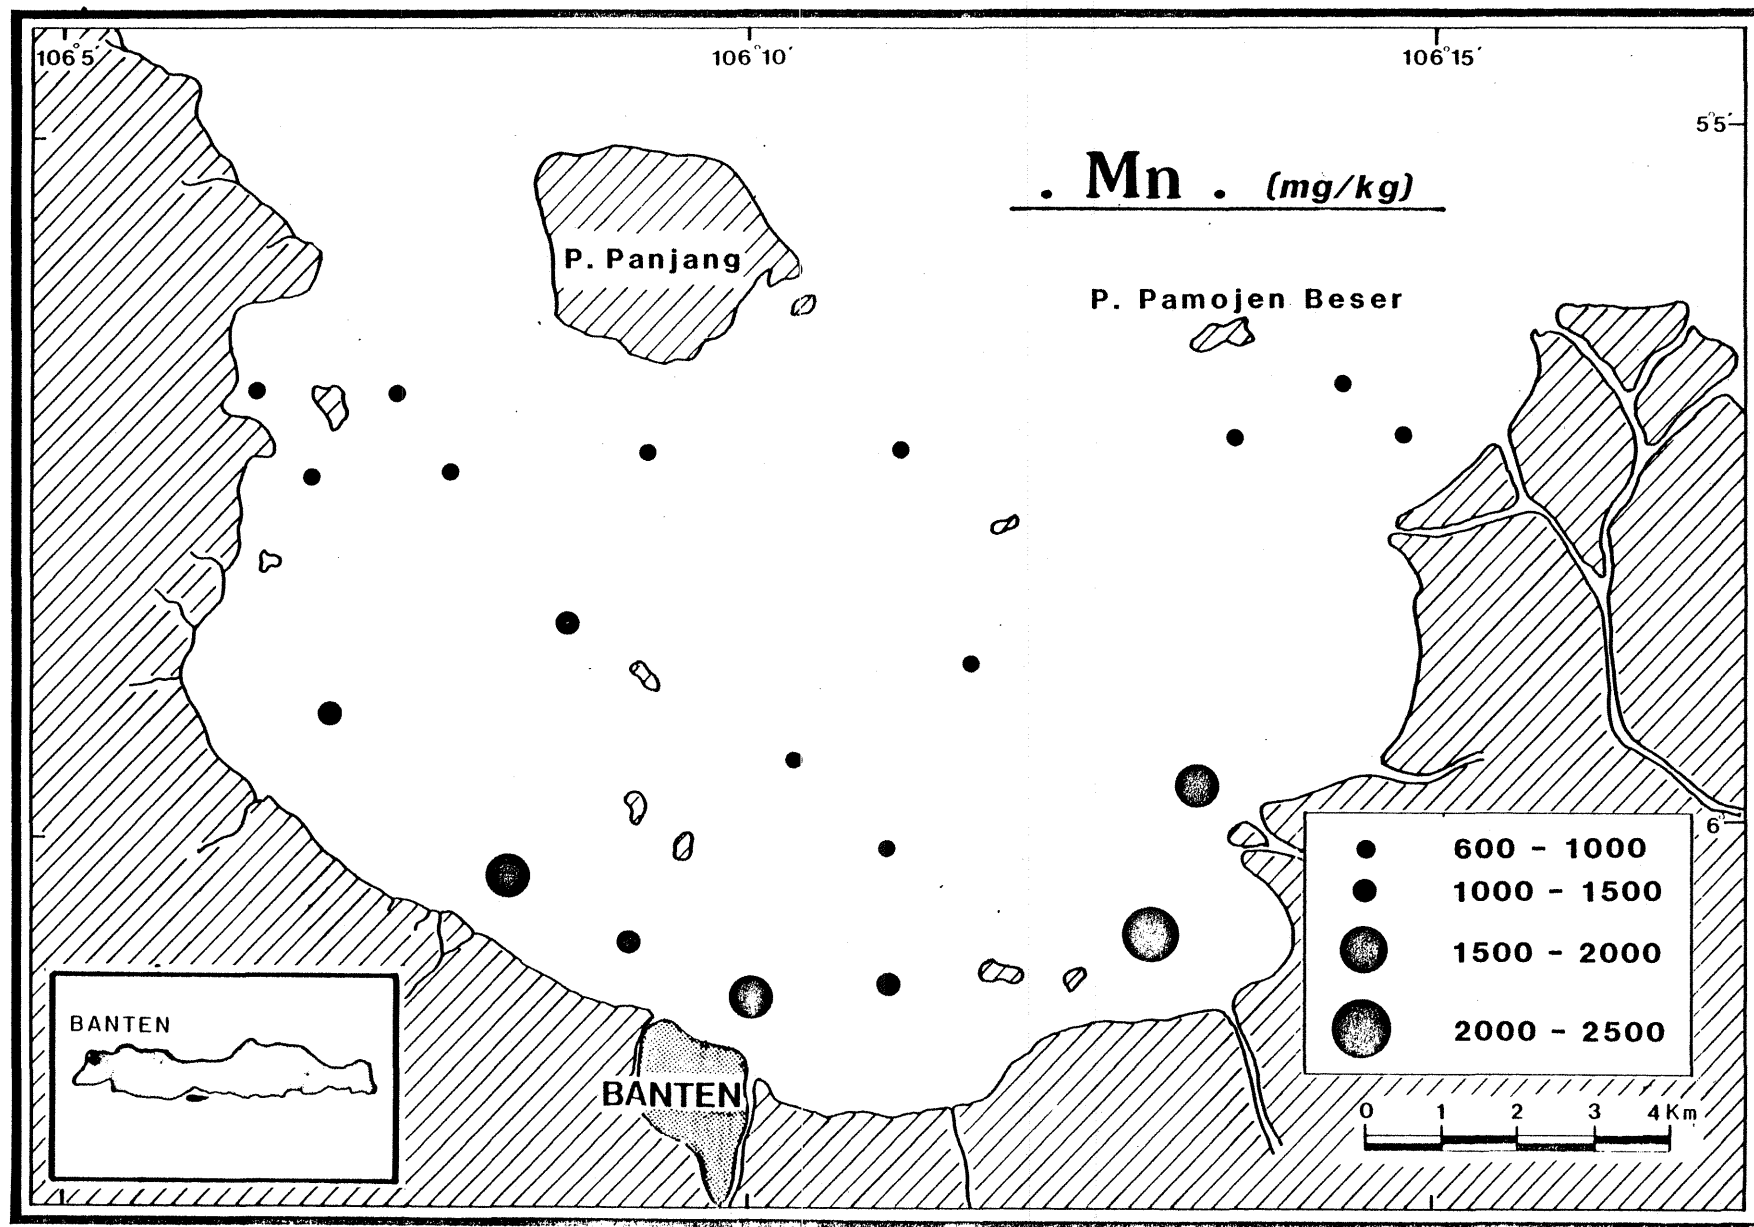 106°5′ 106°10′ 106°15′
5°5′
. Mn . (mg/kg)
P. Panjang
P. Pamojen Beser
6°
600 - 1000
1000 - 1500
1500 - 2000
2000 - 2500
BANTEN
BANTEN
0 1 2 3 4 Km